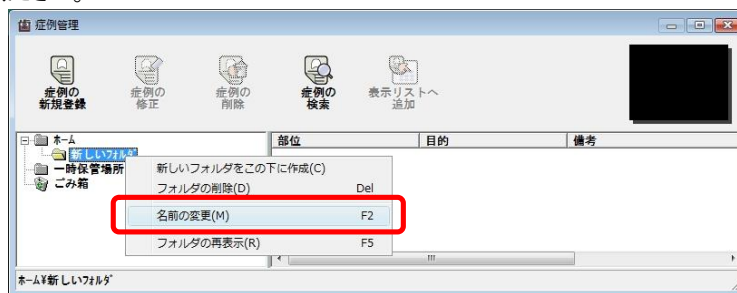 症例管理
症例の
新規登録
症例の
修正
症例の
削除
症例の
検索
表示リストへ
追加
ホーム
新しいフォルダ
一時保管場所
ごみ箱
部位 目的 備考
新しいフォルダをこの下に作成(C)
フォルダの削除(D) Del
名前の変更(M) F2
フォルダの再表示(R) F5
ホーム¥新しいフォルダ